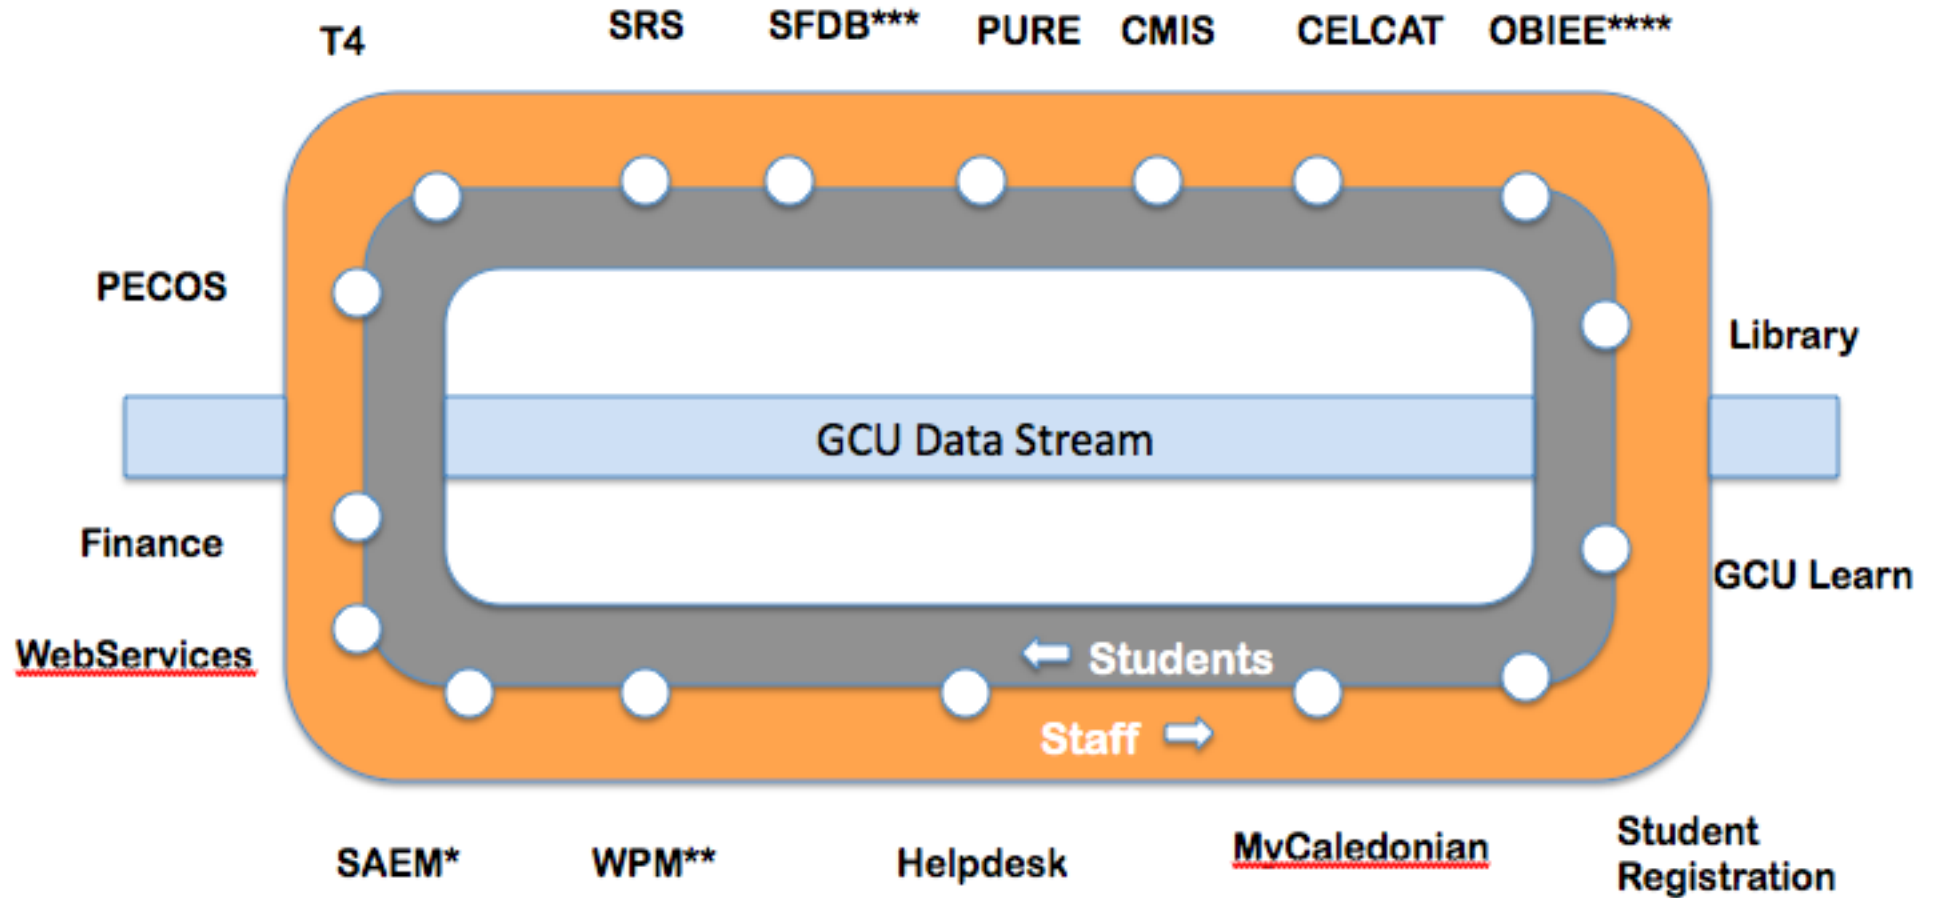 T4
SRS
SFDB***
PURE
CMIS
CELCAT
OBIEE****
PECOS
Library
GCU Data Stream
Finance
GCU Learn
WebServices
Students
Staff
SAEM*
WPM**
Helpdesk
MyCaledonian
Student
Registration